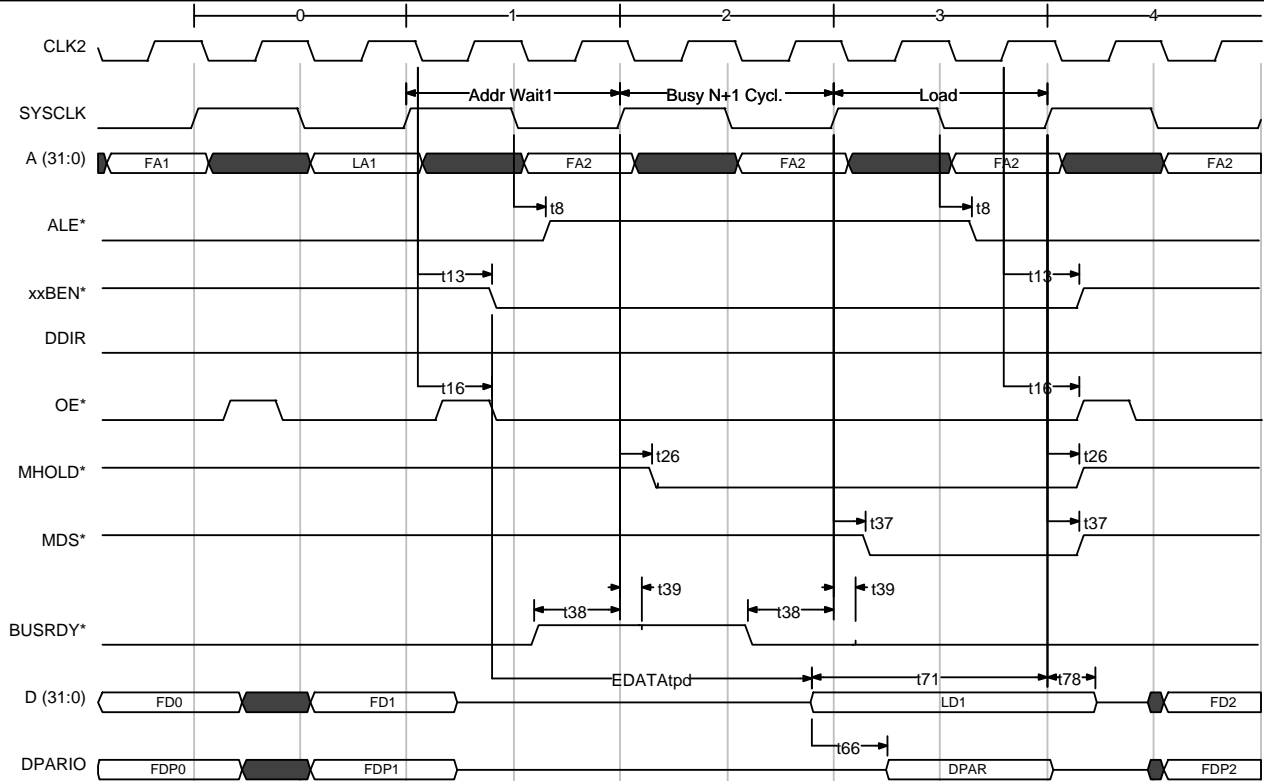 0 1 2 3 4
CLK2
Addr Wait1 Busy N+1 Cycl. Load
SYSCLK
A (31:0) FA1 LA1 FA2 FA2 FA2 FA2
t8 t8
ALE*
t13 t13
xxBEN*
DDIR
t16 t16
OE*
t26 t26
MHOLD*
t37 t37
MDS*
t39 t39
t38 t38
BUSRDY*
EDATAtpd t71 t78
D (31:0) FD0 FD1 LD1 FD2
t66
DPARIO FDP0 FDP1 DPAR FDP2